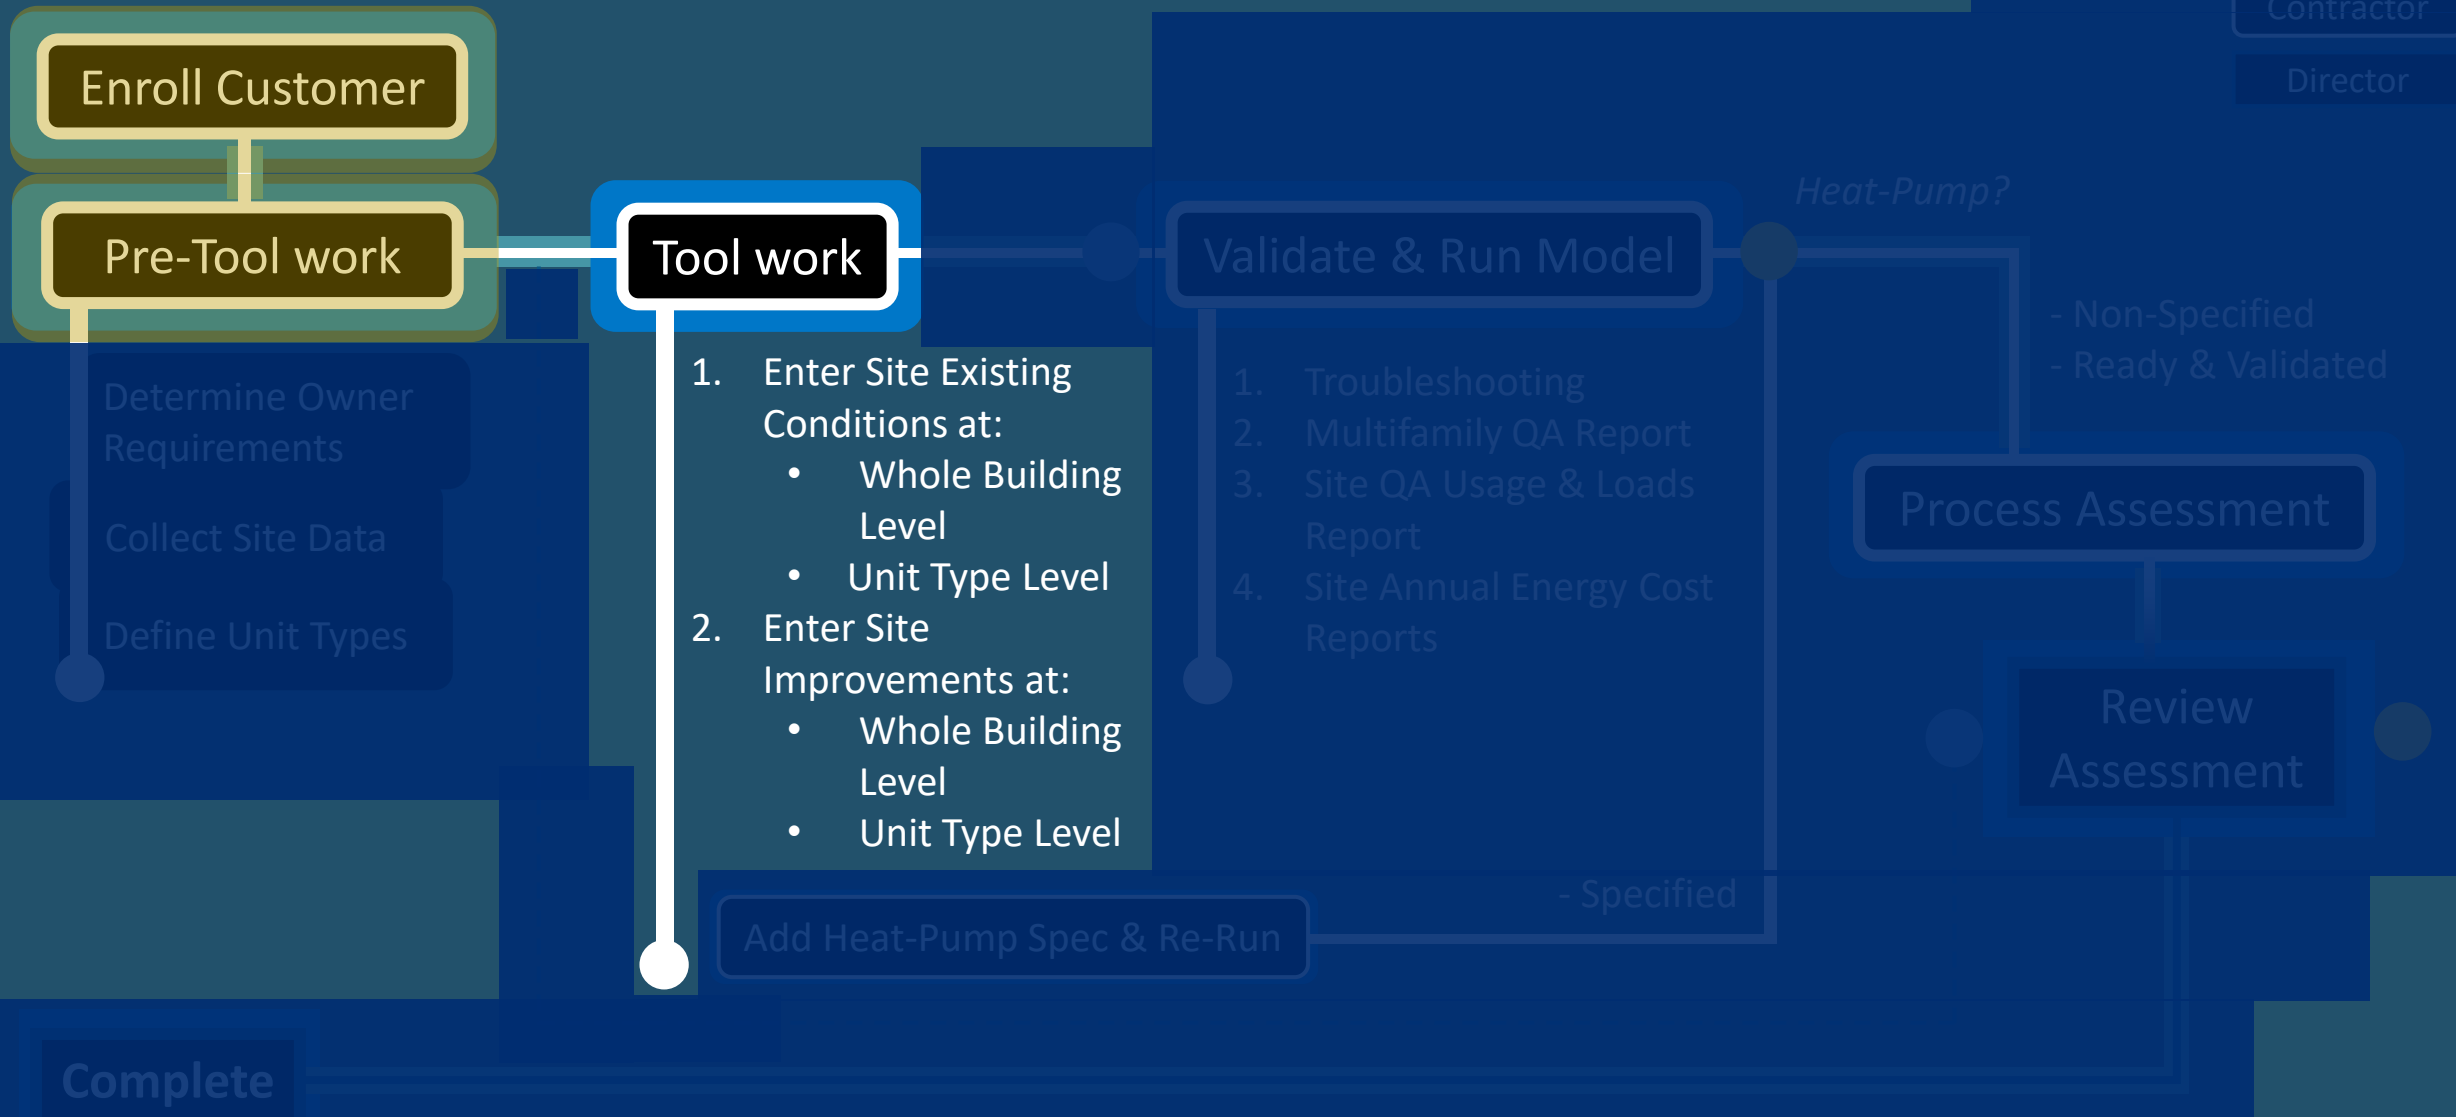 Contractor
Director
Enroll Customer
Pre-Tool work
Determine Owner
Requirements
Collect Site Data
Define Unit Types
Tool work
1. Enter Site Existing
Conditions at:
• Whole Building
Level
• Unit Type Level
2. Enter Site
Improvements at:
• Whole Building
Level
• Unit Type Level
Validate & Run Model
1. Troubleshooting
2. Multifamily QA Report
3. Site QA Usage & Loads
Report
4. Site Annual Energy Cost
Reports
Heat-Pump?
- Non-Specified
- Ready & Validated
Process Assessment
Review
Assessment
- Specified
Add Heat-Pump Spec & Re-Run
Complete